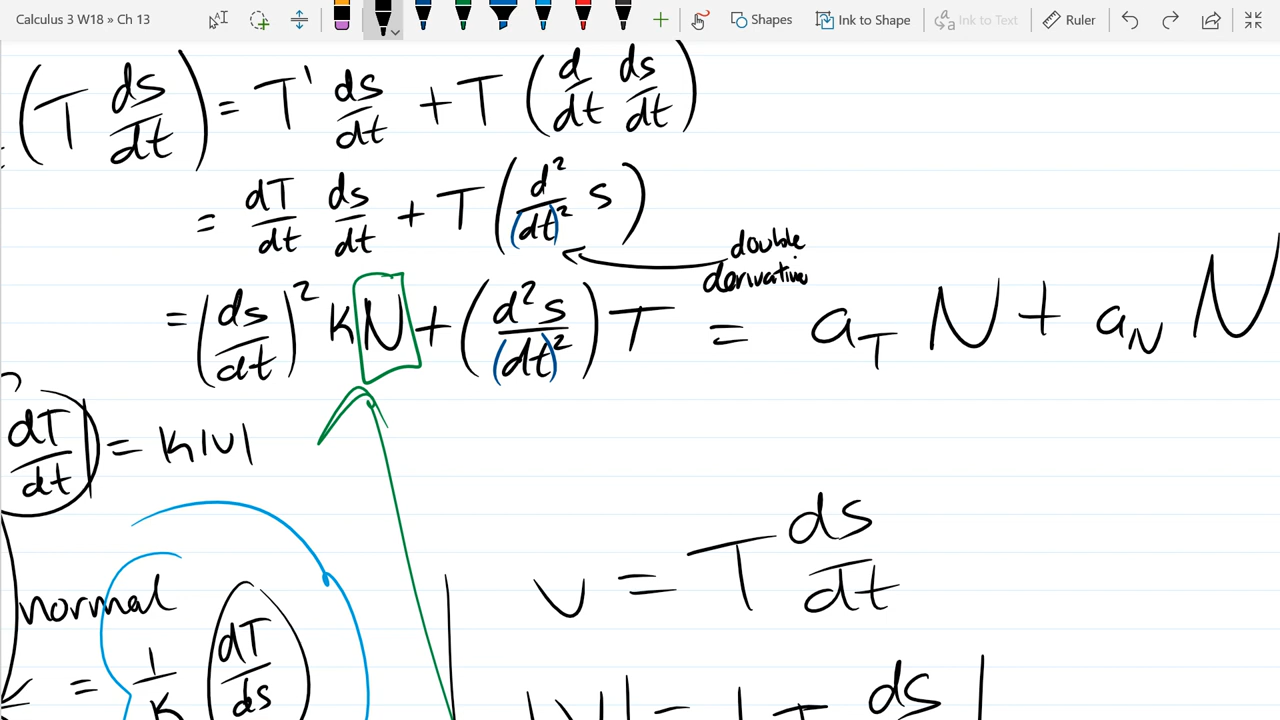 Calculus 3 W18 » Ch 13
Shapes
Ink to Shape
Ink to Text
Ruler
(T ds/dt) = T' ds/dt + T (d/dt ds/dt)
= dT/dt ds/dt + T (d²/(dt)² s)
double
derivative
= (ds/dt)² κN + (d²s/(dt)²) T = a_T N + a_N N
dT/dt| = κ|v|
v = T ds/dt
normal
= 1/κ (dT/ds
|v| = |T ds